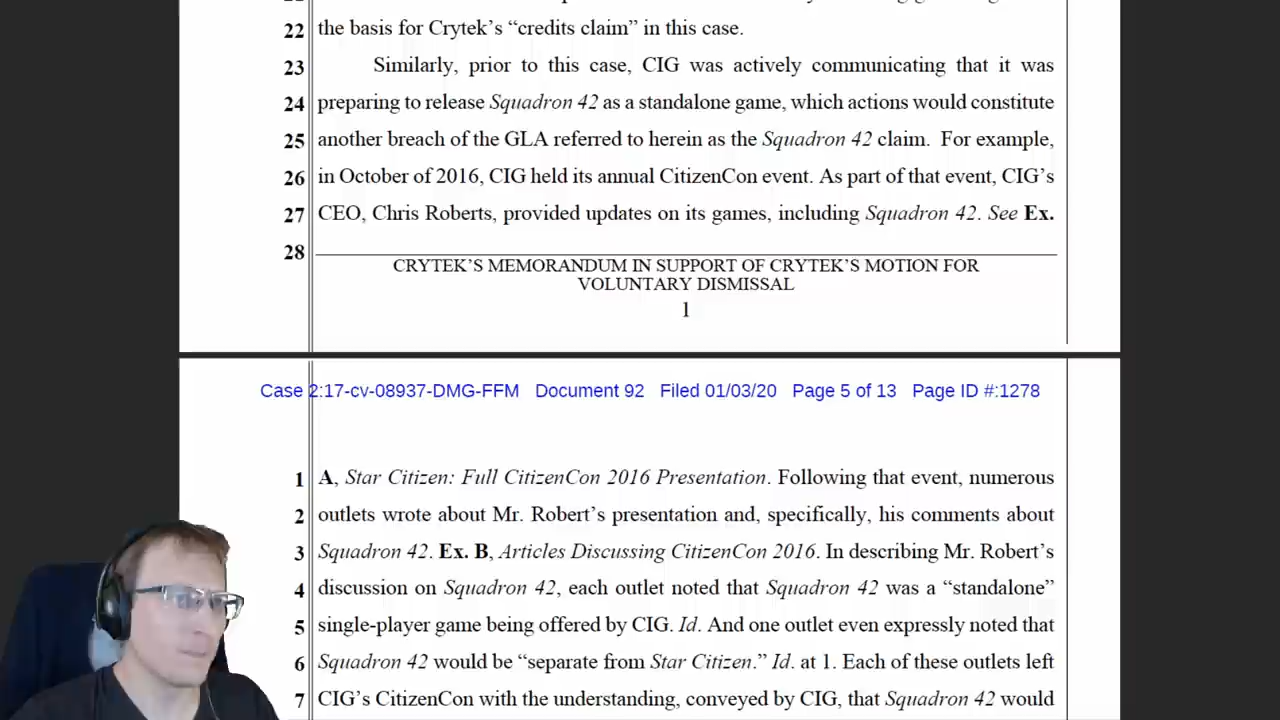 22 the basis for Crytek's “credits claim” in this case.
23 Similarly, prior to this case, CIG was actively communicating that it was
24 preparing to release Squadron 42 as a standalone game, which actions would constitute
25 another breach of the GLA referred to herein as the Squadron 42 claim. For example,
26 in October of 2016, CIG held its annual CitizenCon event. As part of that event, CIG's
27 CEO, Chris Roberts, provided updates on its games, including Squadron 42. See Ex.
28
CRYTEK'S MEMORANDUM IN SUPPORT OF CRYTEK'S MOTION FOR
VOLUNTARY DISMISSAL
1
Case 2:17-cv-08937-DMG-FFM Document 92 Filed 01/03/20 Page 5 of 13 Page ID #:1278
1 A, Star Citizen: Full CitizenCon 2016 Presentation. Following that event, numerous
2 outlets wrote about Mr. Robert's presentation and, specifically, his comments about
3 Squadron 42. Ex. B, Articles Discussing CitizenCon 2016. In describing Mr. Robert's
4 discussion on Squadron 42, each outlet noted that Squadron 42 was a “standalone”
5 single-player game being offered by CIG. Id. And one outlet even expressly noted that
6 Squadron 42 would be “separate from Star Citizen.” Id. at 1. Each of these outlets left
7 CIG's CitizenCon with the understanding, conveyed by CIG, that Squadron 42 would